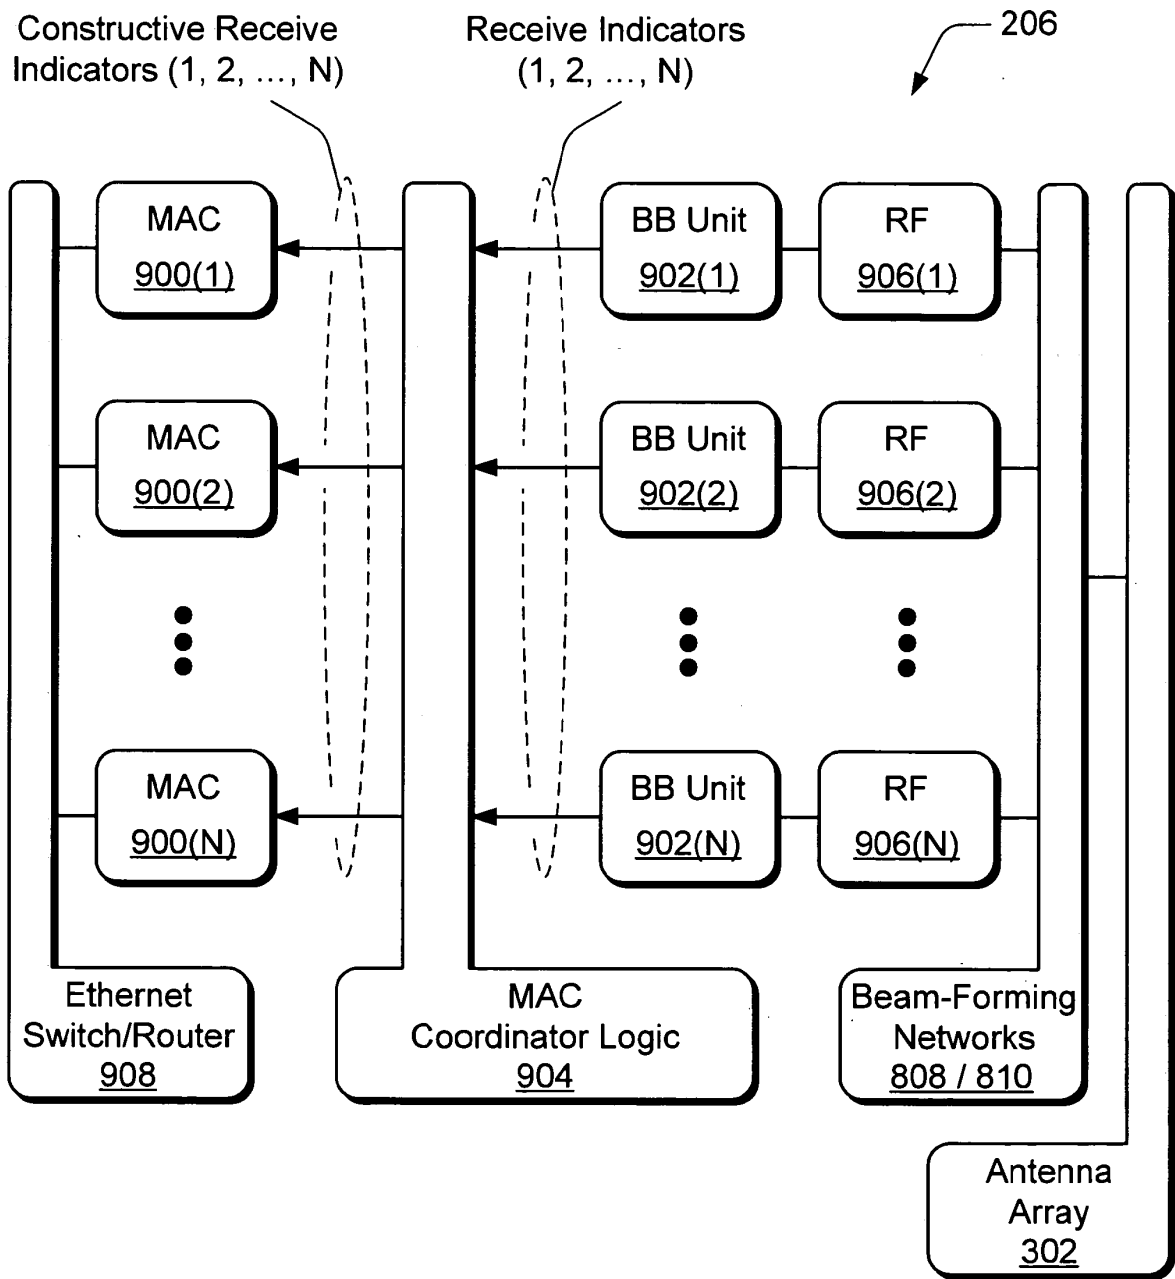 Constructive Receive
Indicators (1, 2, ..., N)
Receive Indicators
(1, 2, ..., N)
206
MAC
900(1)
BB Unit
902(1)
RF
906(1)
MAC
900(2)
BB Unit
902(2)
RF
906(2)
MAC
900(N)
BB Unit
902(N)
RF
906(N)
Ethernet
Switch/Router
908
MAC
Coordinator Logic
904
Beam-Forming
Networks
808 / 810
Antenna
Array
302